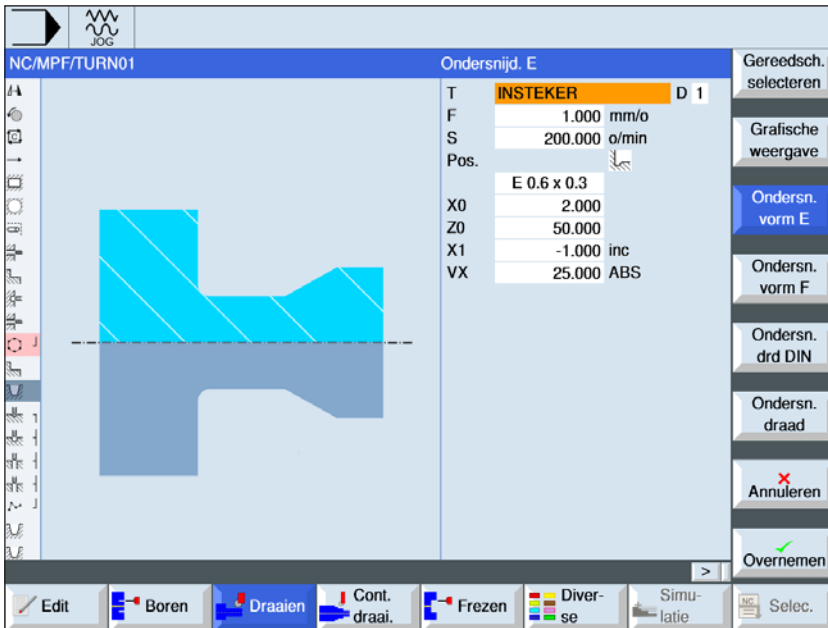 JOG
NC/MPF/TURN01
Ondersnijd. E
T INSTEKER D 1
F 1.000 mm/o
S 200.000 o/min
Pos.
E 0.6 x 0.3
X0 2.000
Z0 50.000
X1 -1.000 inc
VX 25.000 ABS
Gereedsch.
selecteren
Grafische
weergave
Ondersn.
vorm E
Ondersn.
vorm F
Ondersn.
drd DIN
Ondersn.
draad
Annuleren
Overnemen
>
Edit
Boren
Draaien
Cont.
draai.
Frezen
Diver-
se
Simu-
latie
NC
Selec.